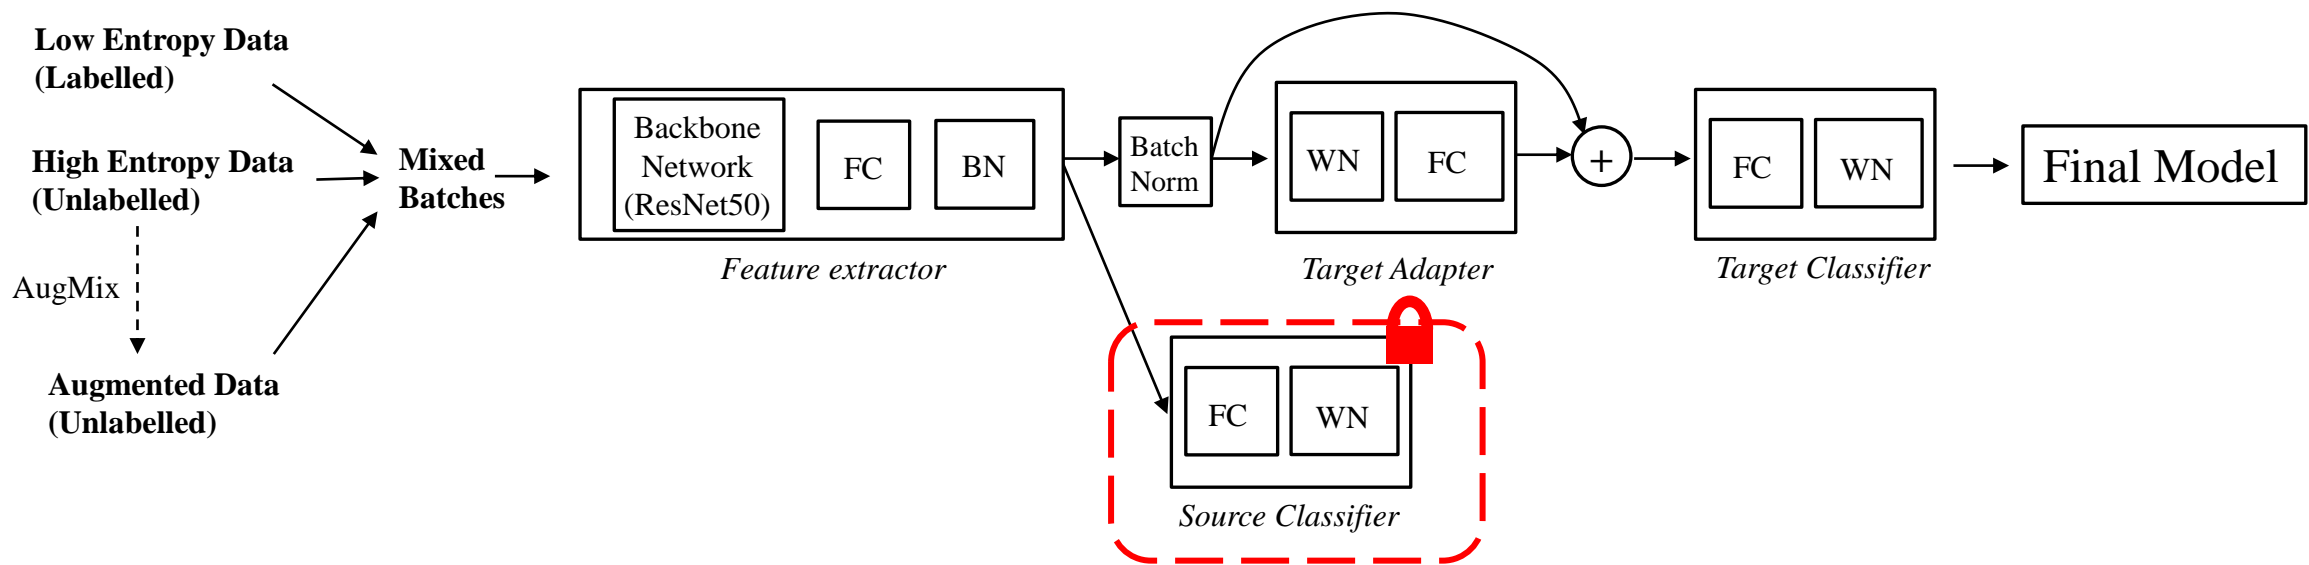 Low Entropy Data
(Labelled)
High Entropy Data
(Unlabelled)
AugMix
Augmented Data
(Unlabelled)
Mixed
Batches
Backbone
Network
(ResNet50)
FC
BN
Feature extractor
Batch
Norm
WN
FC
Target Adapter
+
FC
WN
Target Classifier
Final Model
FC
WN
Source Classifier